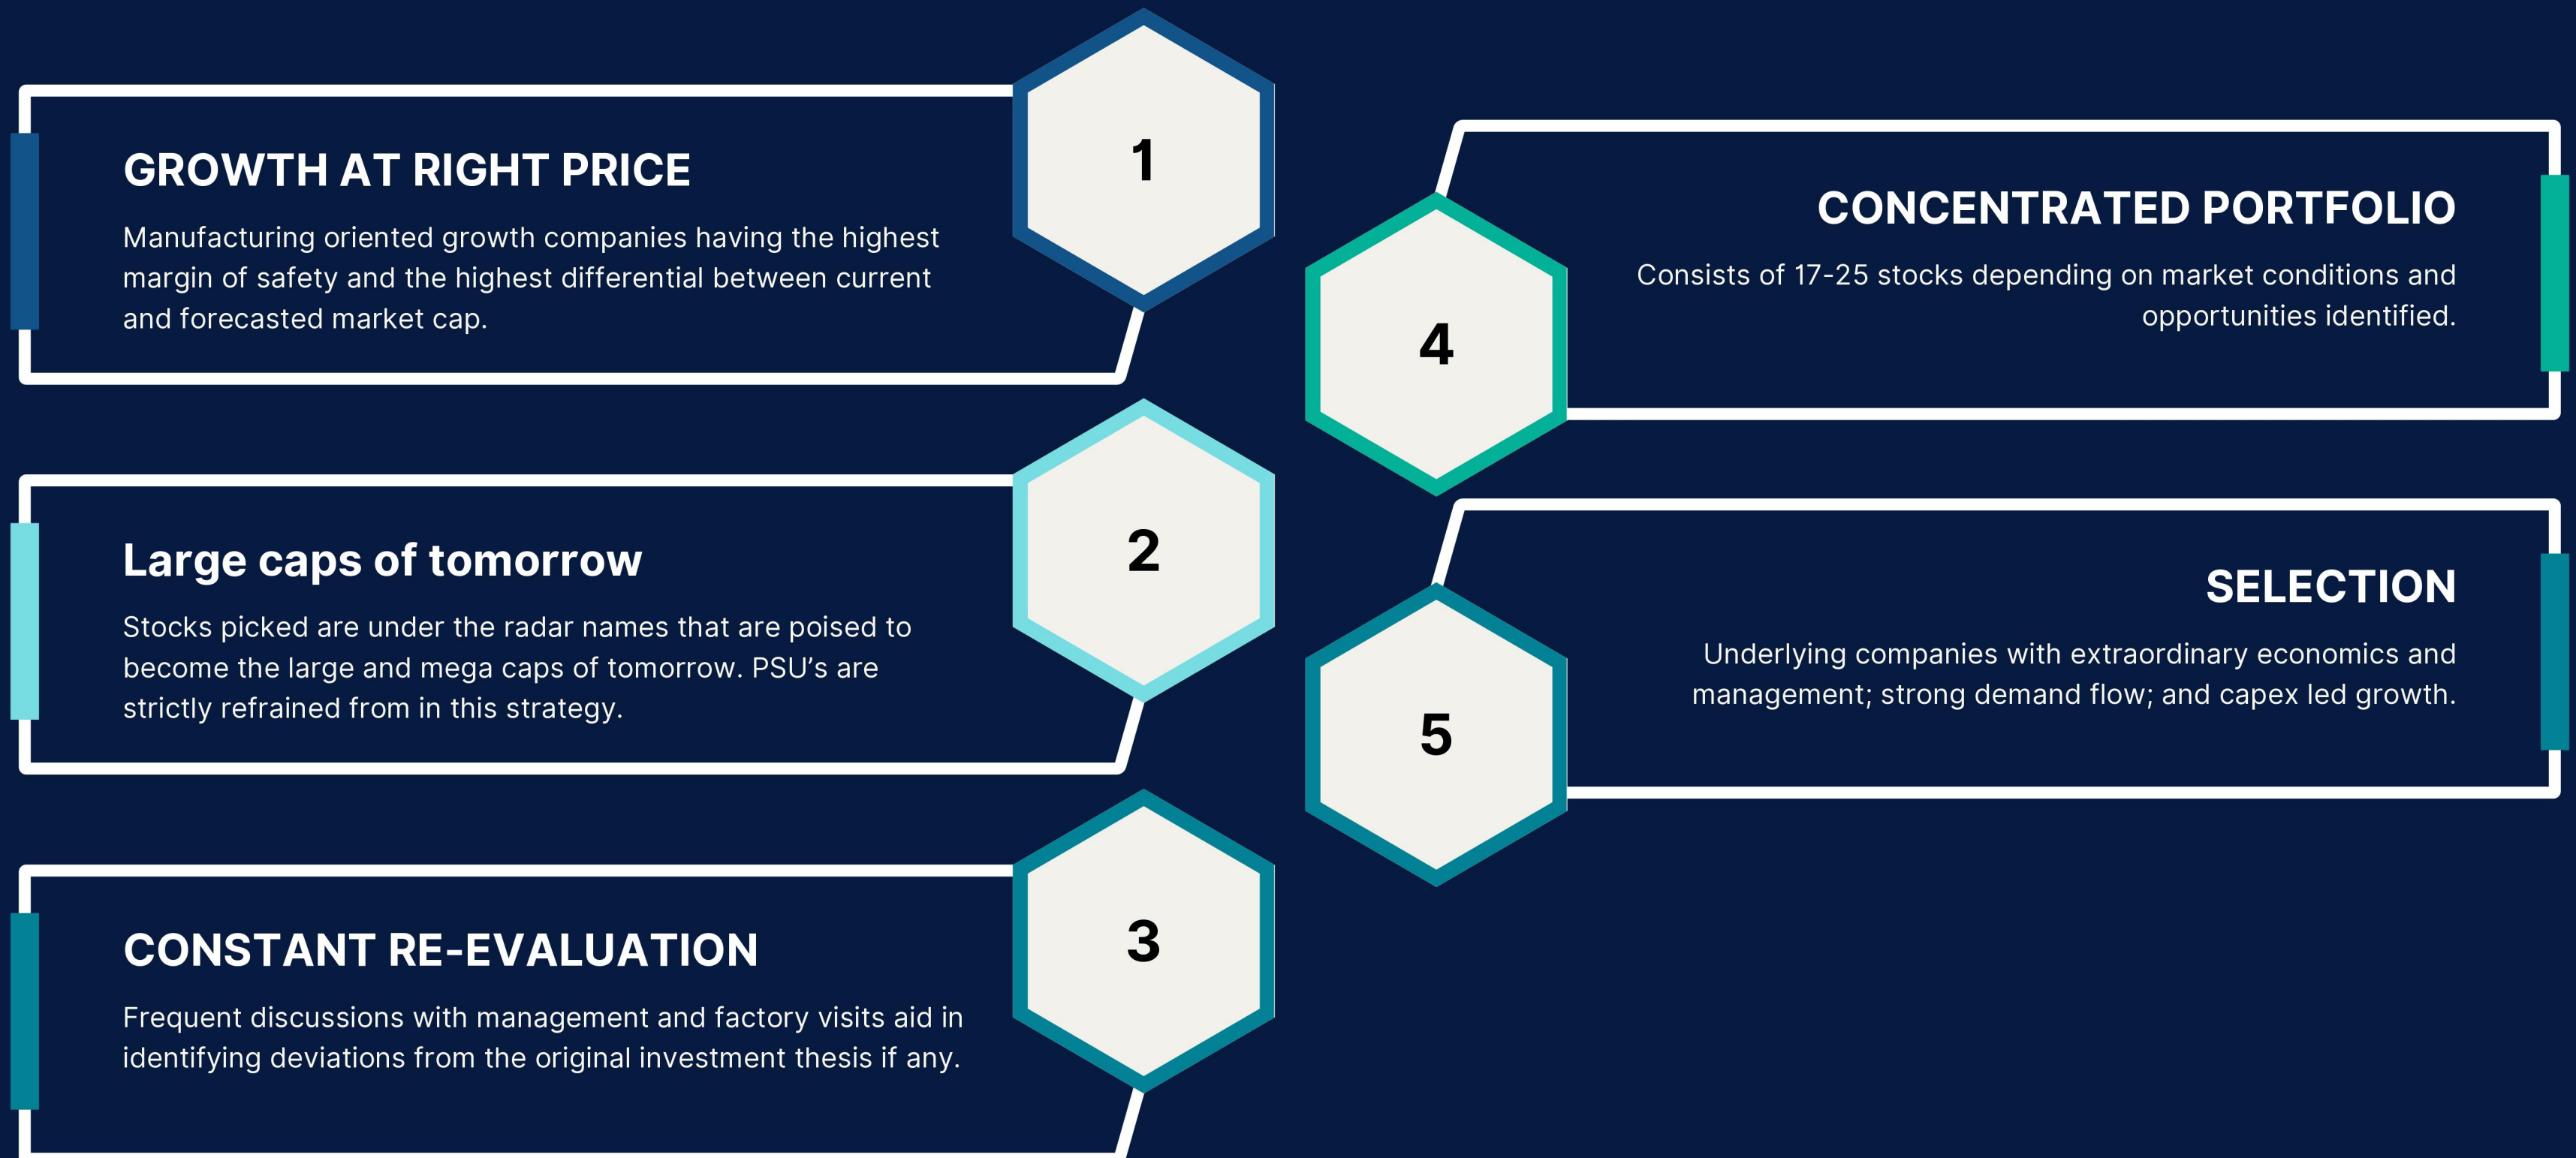 1
GROWTH AT RIGHT PRICE
Manufacturing oriented growth companies having the highest
margin of safety and the highest differential between current
and forecasted market cap.
2
Large caps of tomorrow
Stocks picked are under the radar names that are poised to
become the large and mega caps of tomorrow. PSU’s are
strictly refrained from in this strategy.
3
CONSTANT RE-EVALUATION
Frequent discussions with management and factory visits aid in
identifying deviations from the original investment thesis if any.
4
CONCENTRATED PORTFOLIO
Consists of 17-25 stocks depending on market conditions and
opportunities identified.
5
SELECTION
Underlying companies with extraordinary economics and
management; strong demand flow; and capex led growth.